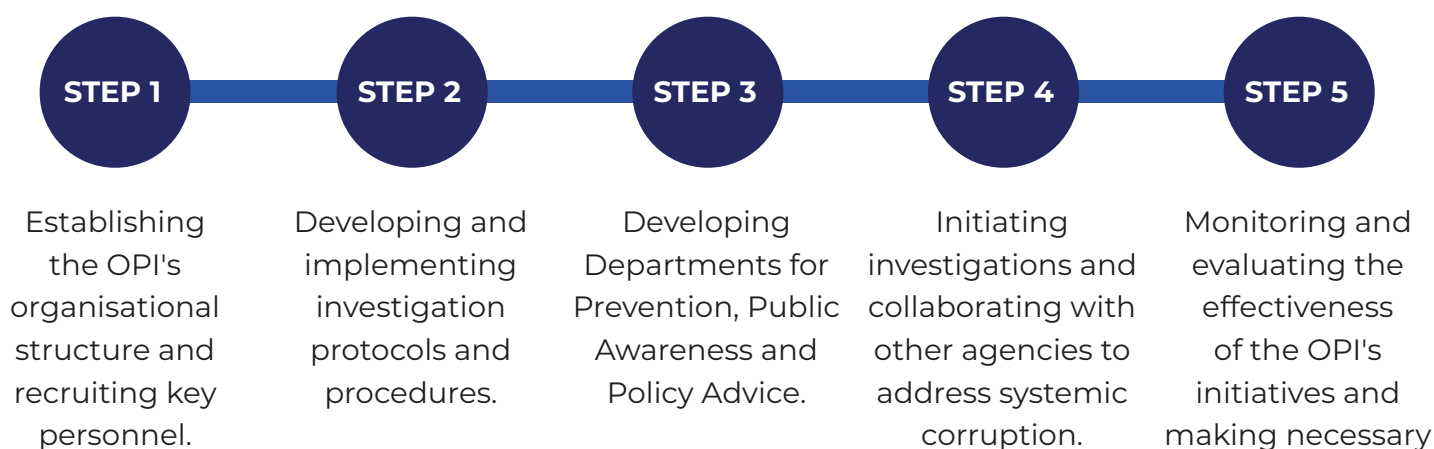 STEP 1
Establishing
the OPI's
organisational
structure and
recruiting key
personnel.
STEP 2
Developing and
implementing
investigation
protocols and
procedures.
STEP 3
Developing
Departments for
Prevention, Public
Awareness and
Policy Advice.
STEP 4
Initiating
investigations and
collaborating with
other agencies to
address systemic
corruption.
STEP 5
Monitoring and
evaluating the
effectiveness
of the OPI's
initiatives and
making necessary